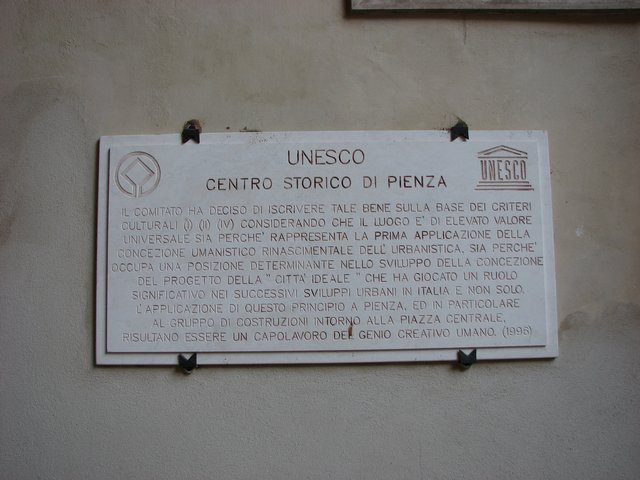 UNESCO
CENTRO STORICO DI PIENZA
UNESCO
IL COMITATO HA DECISO DI ISCRIVERE TALE BENE SULLA BASE DEI CRITERI
CULTURALI (I) (II) (IV) CONSIDERANDO CHE IL LUOGO E' DI ELEVATO VALORE
UNIVERSALE SIA PERCHE' RAPPRESENTA LA PRIMA APPLICAZIONE DELLA
CONCEZIONE UMANISTICO RINASCIMENTALE DELL' URBANISTICA, SIA PERCHE'
OCCUPA UNA POSIZIONE DETERMINANTE NELLO SVILUPPO DELLA CONCEZIONE
DEL PROGETTO DELLA " CITTA' IDEALE " CHE HA GIOCATO UN RUOLO
SIGNIFICATIVO NEI SUCCESSIVI SVILUPPI URBANI IN ITALIA E NON SOLO.
L'APPLICAZIONE DI QUESTO PRINCIPIO A PIENZA, ED IN PARTICOLARE
AL GRUPPO DI COSTRUZIONI INTORNO ALLA PIAZZA CENTRALE,
RISULTANO ESSERE UN CAPOLAVORO DEL GENIO CREATIVO UMANO. (1996)